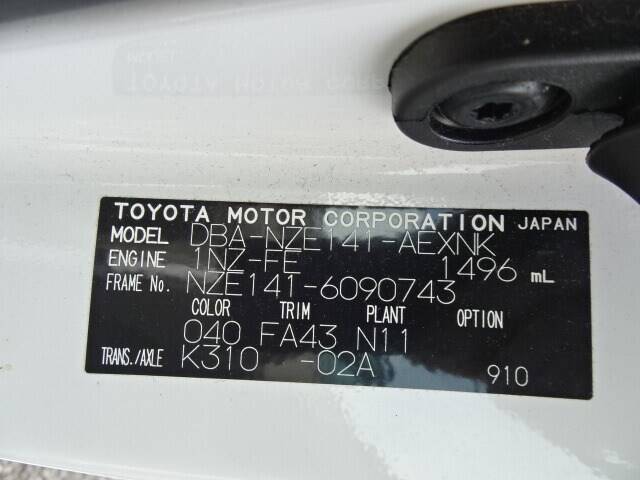 TOYOTA MOTOR CORPORATION JAPAN
MODEL DBA-NZE141-AEXNK
ENGINE 1NZ-FE 1496 mL
FRAME No. NZE141-6090743
COLOR TRIM PLANT OPTION
040 FA43 N11
TRANS./AXLE K310 -02A
910